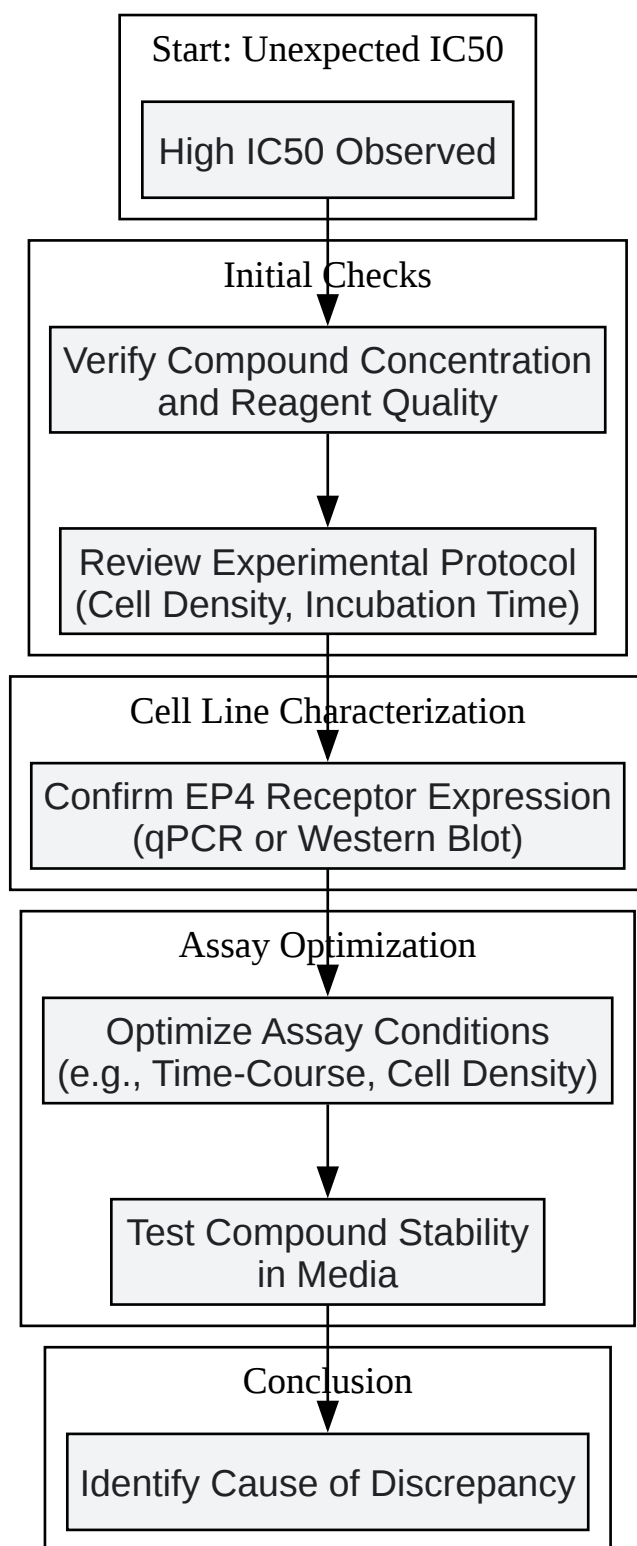 Start: Unexpected IC50
High IC50 Observed
Initial Checks
Verify Compound Concentration
and Reagent Quality
Review Experimental Protocol
(Cell Density, Incubation Time)
Cell Line Characterization
Confirm EP4 Receptor Expression
(qPCR or Western Blot)
Assay Optimization
Optimize Assay Conditions
(e.g., Time-Course, Cell Density)
Test Compound Stability
in Media
Conclusion
Identify Cause of Discrepancy